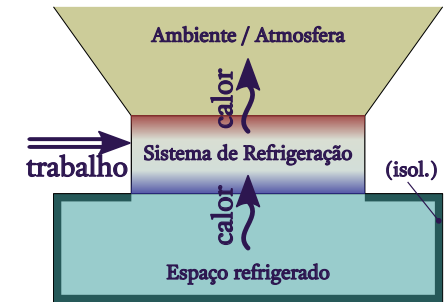 Ambiente / Atmosfera
calor
trabalho
Sistema de Refrigeração
(isol.)
calor
Espaço refrigerado